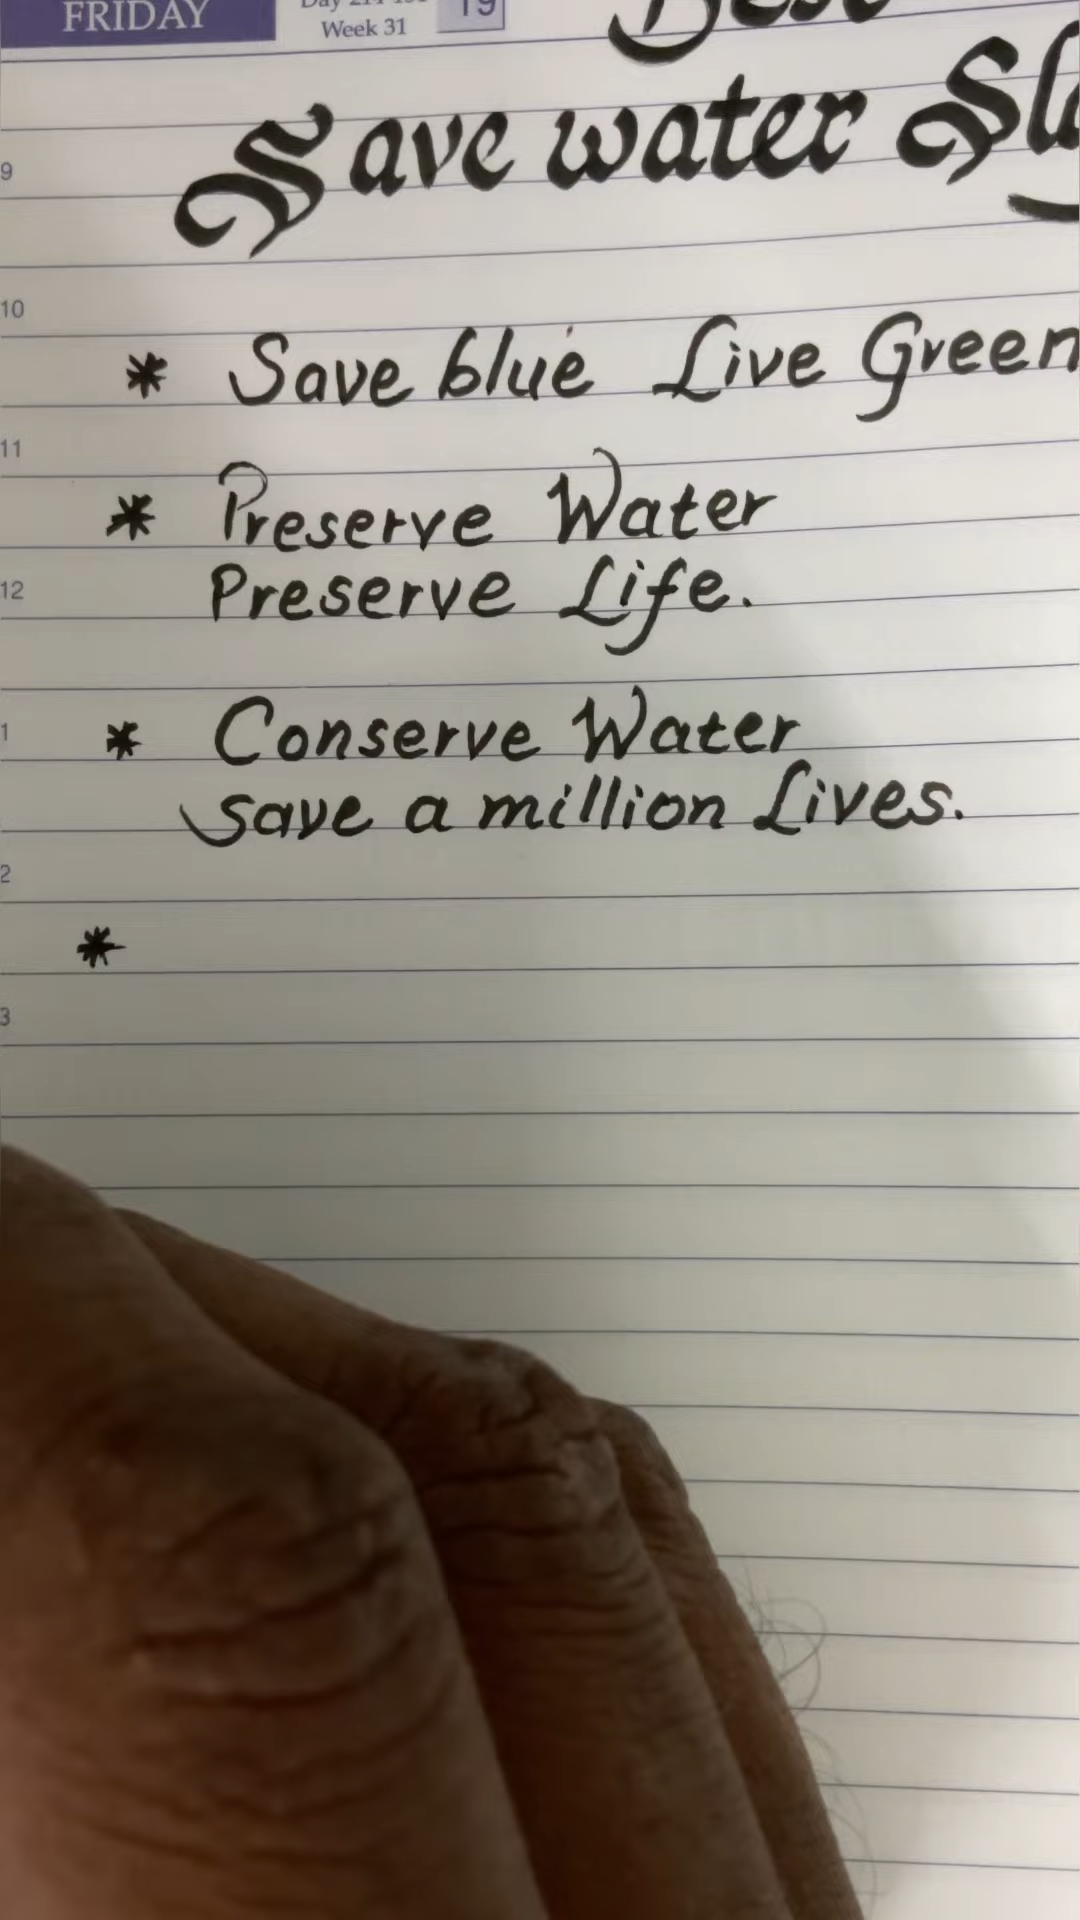 FRIDAY
Week 31
19
Save water
9
10
* Save blue Live Green
11
* Preserve Water
12
Preserve Life.
1
* Conserve Water
save a million Lives.
2
*
3